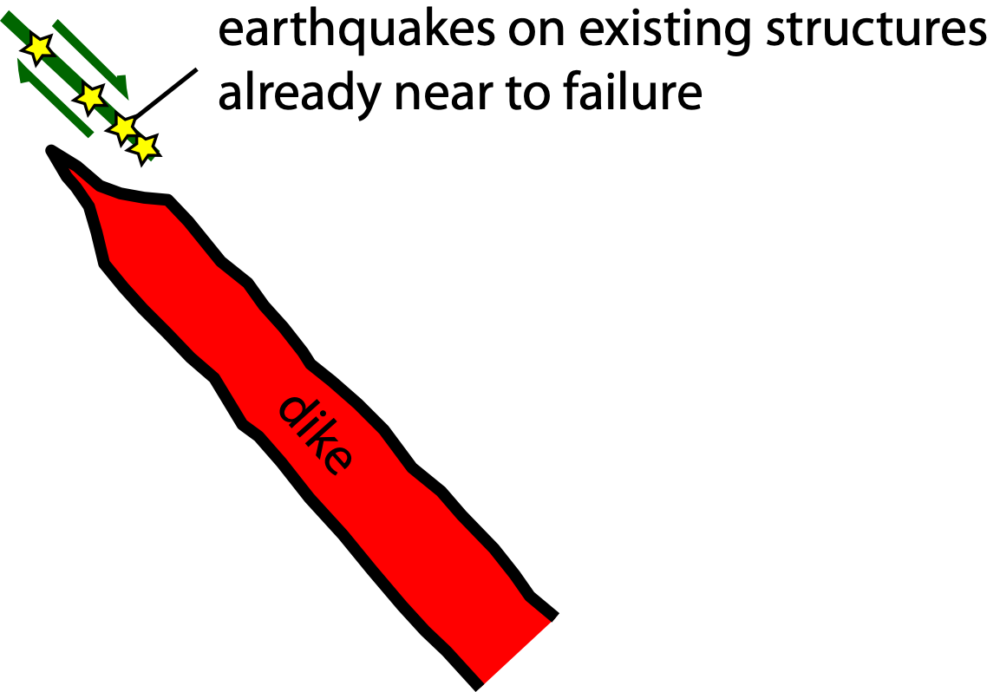 earthquakes on existing structures
already near to failure
dike